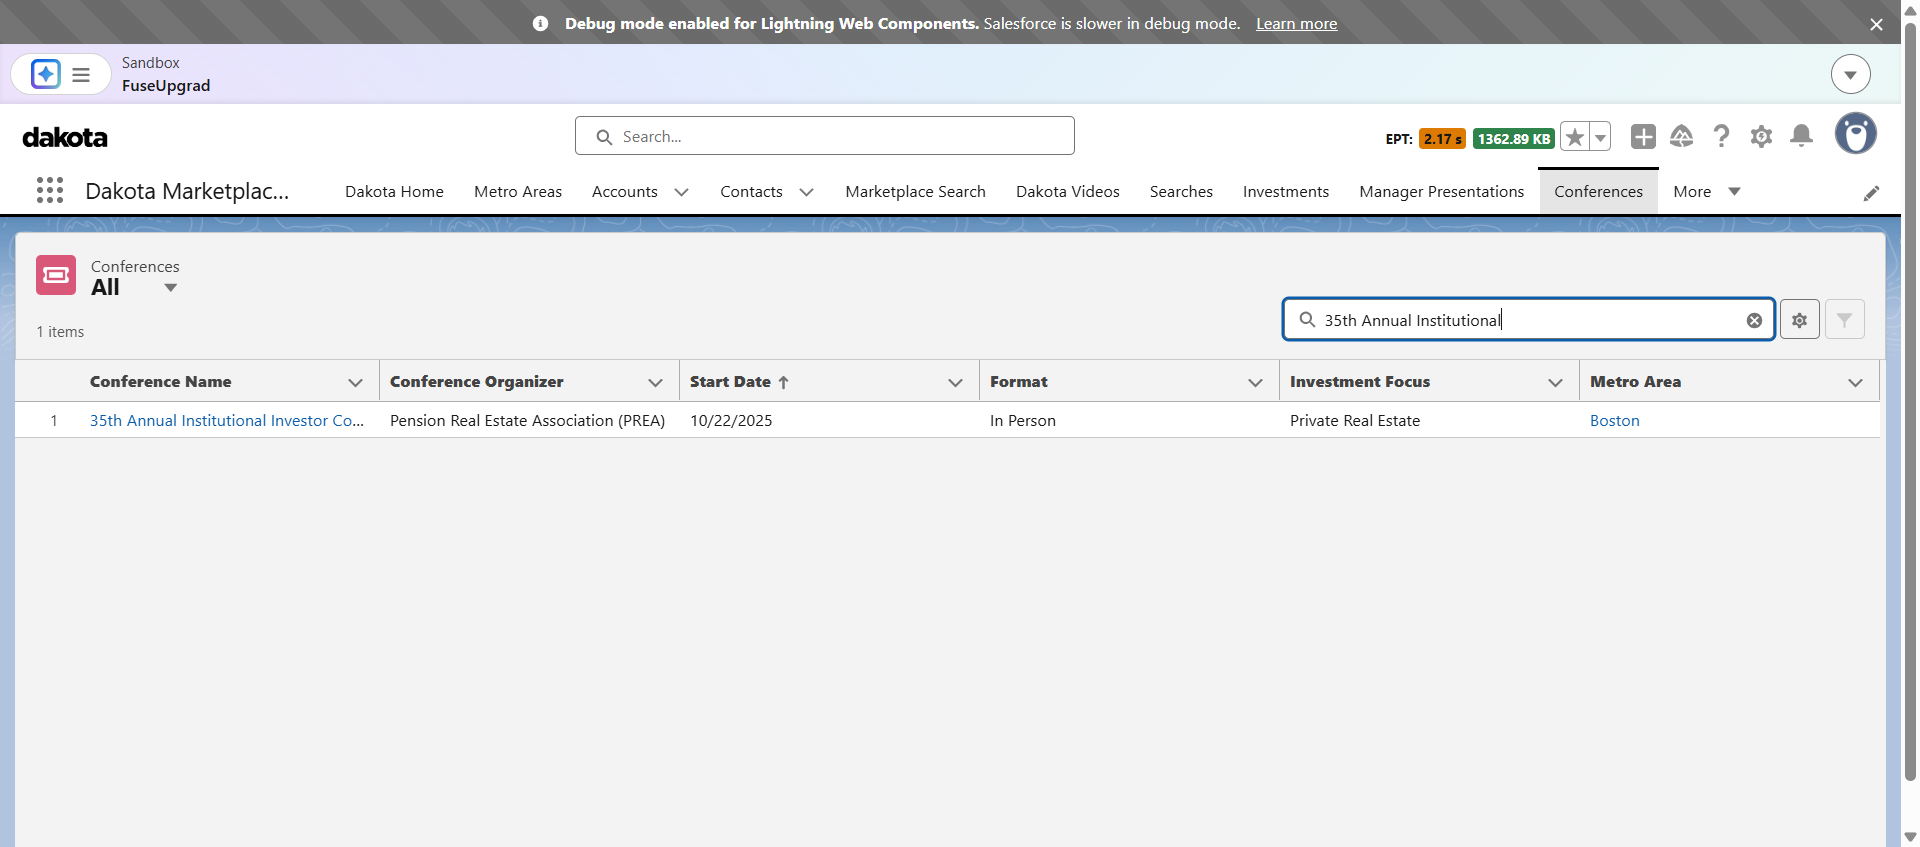 Debug mode enabled for Lightning Web Components. Salesforce is slower in debug mode. Learn more
Sandbox
FuseUpgrad
dakota
Search...
EPT: 2.17 s 1362.89 KB
Dakota Marketplac...
Dakota Home Metro Areas Accounts Contacts Marketplace Search Dakota Videos Searches Investments Manager Presentations Conferences More
Conferences
All
1 items
35th Annual Institutional
Conference Name Conference Organizer Start Date Format Investment Focus Metro Area
1 35th Annual Institutional Investor Co... Pension Real Estate Association (PREA) 10/22/2025 In Person Private Real Estate Boston